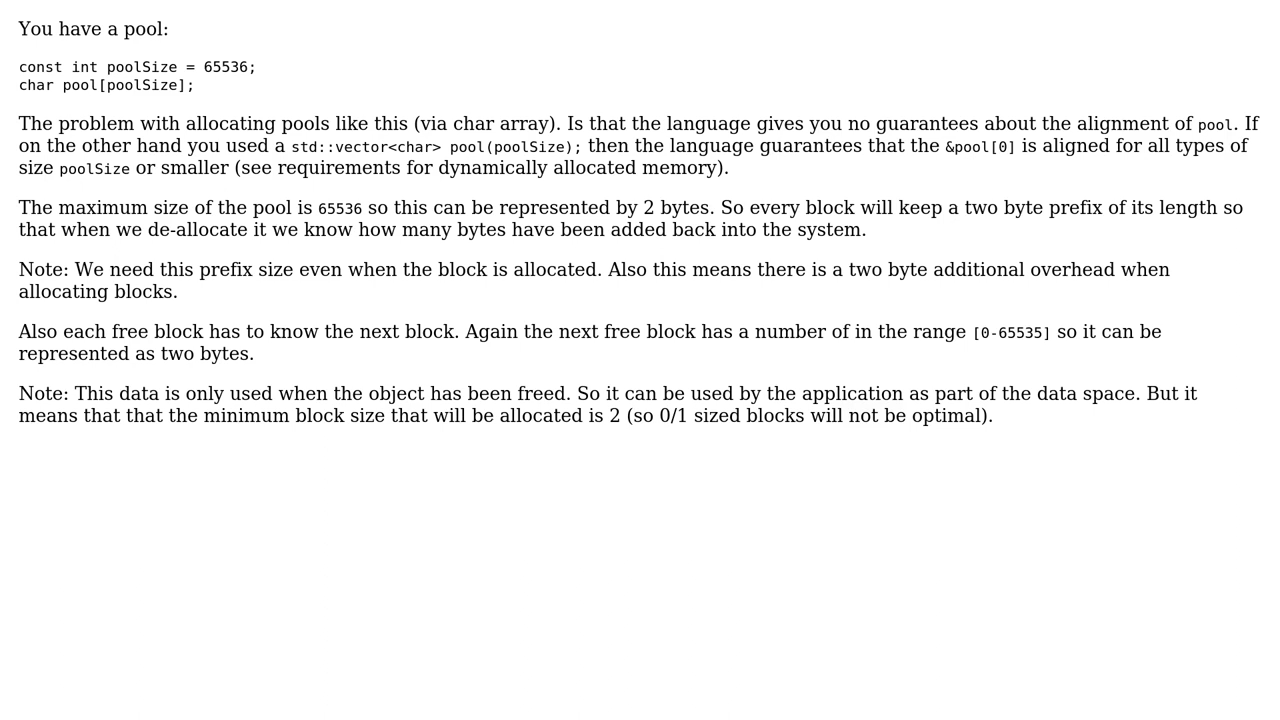 You have a pool:
const int poolSize = 65536;
char pool[poolSize];
The problem with allocating pools like this (via char array). Is that the language gives you no guarantees about the alignment of pool. If
on the other hand you used a std::vector<char> pool(poolSize); then the language guarantees that the &pool[0] is aligned for all types of
size poolSize or smaller (see requirements for dynamically allocated memory).
The maximum size of the pool is 65536 so this can be represented by 2 bytes. So every block will keep a two byte prefix of its length so
that when we de-allocate it we know how many bytes have been added back into the system.
Note: We need this prefix size even when the block is allocated. Also this means there is a two byte additional overhead when
allocating blocks.
Also each free block has to know the next block. Again the next free block has a number of in the range [0-65535] so it can be
represented as two bytes.
Note: This data is only used when the object has been freed. So it can be used by the application as part of the data space. But it
means that that the minimum block size that will be allocated is 2 (so 0/1 sized blocks will not be optimal).